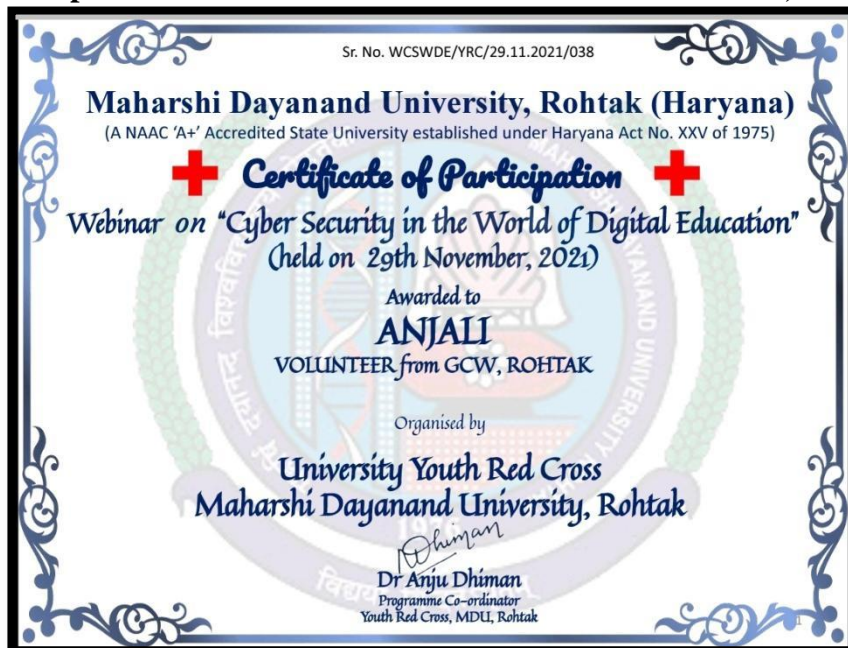 Sr. No. WCSWDE/YRC/29.11.2021/038
Maharshi Dayanand University, Rohtak (Haryana)
(A NAAC ‘A+’ Accredited State University established under Haryana Act No. XXV of 1975)
Certificate of Participation
Webinar on “Cyber Security in the World of Digital Education”
(held on 29th November, 2021)
Awarded to
ANJALI
VOLUNTEER from GCW, ROHTAK
Organised by
University Youth Red Cross
Maharshi Dayanand University, Rohtak
Dhiman
Dr Anju Dhiman
Programme Co-ordinator
Youth Red Cross, MDU, Rohtak
1